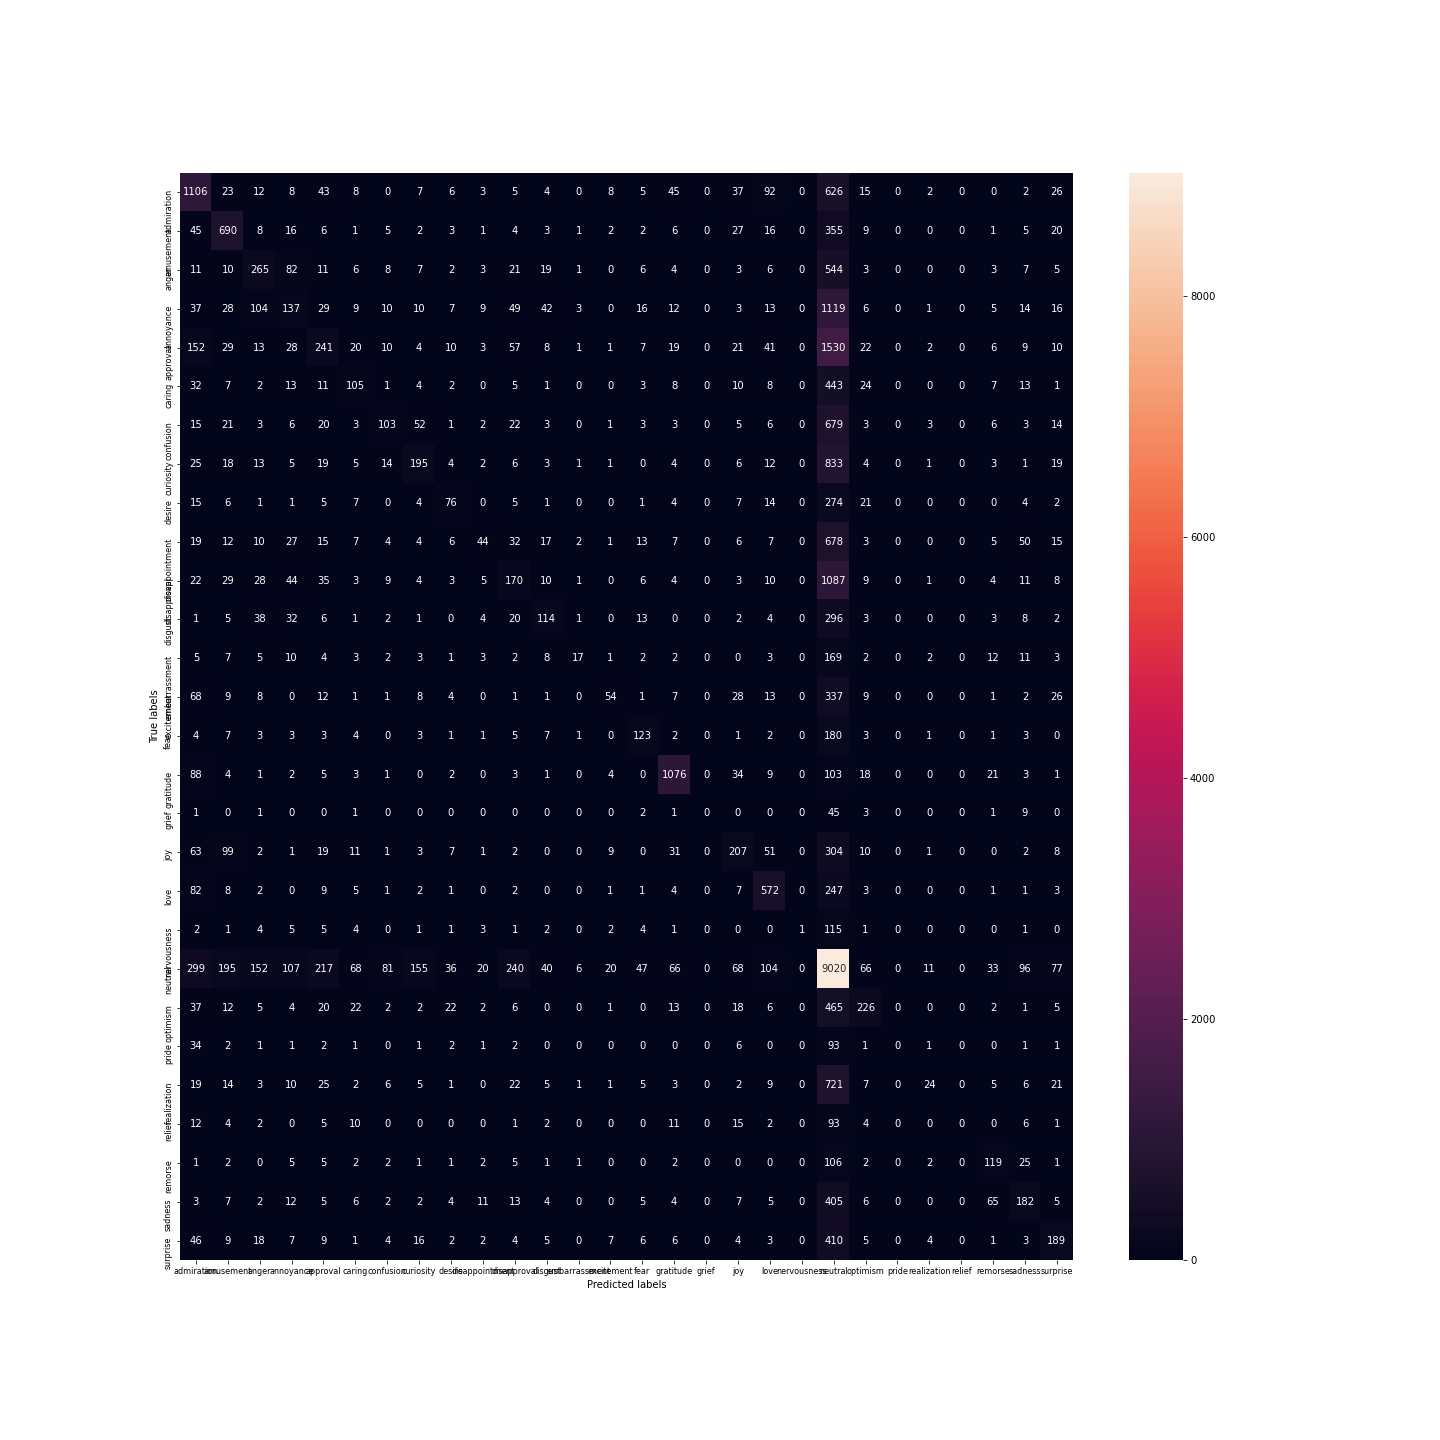 admiration 1106 23 12 8 43 8 0 7 6 3 5 4 0 8 5 45 0 37 92 0 626 15 0 2 0 0 2 26
amusement 45 690 8 16 6 1 5 2 3 1 4 3 1 2 2 6 0 27 16 0 355 9 0 0 0 1 5 20
anger 11 10 265 82 11 6 8 7 2 3 21 19 1 0 6 4 0 3 6 0 544 3 0 0 0 3 7 5
annoyance 37 28 104 137 29 9 10 10 7 9 49 42 3 0 16 12 0 3 13 0 1119 6 0 1 0 5 14 16
approval 152 29 13 28 241 20 10 4 10 3 57 8 1 1 7 19 0 21 41 0 1530 22 0 2 0 6 9 10
caring 32 7 2 13 11 105 1 4 2 0 5 1 0 0 3 8 0 10 8 0 443 24 0 0 0 7 13 1
confusion 15 21 3 6 20 3 103 52 1 2 22 3 0 1 3 3 0 5 6 0 679 3 0 3 0 6 3 14
curiosity 25 18 13 5 19 5 14 195 4 2 6 3 1 1 0 4 0 6 12 0 833 4 0 1 0 3 1 19
desire 15 6 1 1 5 7 0 4 76 0 5 1 0 0 1 4 0 7 14 0 274 21 0 0 0 0 4 2
disappointment 19 12 10 27 15 7 4 4 6 44 32 17 2 1 13 7 0 6 7 0 678 3 0 0 0 5 50 15
disapproval 22 29 28 44 35 3 9 4 3 5 170 10 1 0 6 4 0 3 10 0 1087 9 0 1 0 4 11 8
disgust 1 5 38 32 6 1 2 1 0 4 20 114 1 0 13 0 0 2 4 0 296 3 0 0 0 3 8 2
embarrassment 5 7 5 10 4 3 2 3 1 3 2 8 17 1 2 2 0 0 3 0 169 2 0 2 0 12 11 3
excitement 68 9 8 0 12 1 1 8 4 0 1 1 0 54 1 7 0 28 13 0 337 9 0 0 0 1 2 26
fear 4 7 3 3 3 4 0 3 1 1 5 7 1 0 123 2 0 1 2 0 180 3 0 1 0 1 3 0
gratitude 88 4 1 2 5 3 1 0 2 0 3 1 0 4 0 1076 0 34 9 0 103 18 0 0 0 21 3 1
grief 1 0 1 0 0 1 0 0 0 0 0 0 0 0 2 1 0 0 0 0 45 3 0 0 0 1 9 0
joy 63 99 2 1 19 11 1 3 7 1 2 0 0 9 0 31 0 207 51 0 304 10 0 1 0 0 2 8
love 82 8 2 0 9 5 1 2 1 0 2 0 0 1 1 4 0 7 572 0 247 3 0 0 0 1 1 3
nervousness 2 1 4 5 5 4 0 1 1 3 1 2 0 2 4 1 0 0 0 1 115 1 0 0 0 0 1 0
neutral 299 195 152 107 217 68 81 155 36 20 240 40 6 20 47 66 0 68 104 0 9020 66 0 11 0 33 96 77
optimism 37 12 5 4 20 22 2 2 22 2 6 0 0 1 0 13 0 18 6 0 465 226 0 0 0 2 1 5
pride 34 2 1 1 2 1 0 1 2 1 2 0 0 0 0 0 0 6 0 0 93 1 0 1 0 0 1 1
realization 19 14 3 10 25 2 6 5 1 0 22 5 1 1 5 3 0 2 9 0 721 7 0 24 0 5 6 21
relief 12 4 2 0 5 10 0 0 0 0 1 2 0 0 0 11 0 15 2 0 93 4 0 0 0 0 6 1
remorse 1 2 0 5 5 2 2 1 1 2 5 1 1 0 0 2 0 0 0 0 106 2 0 2 0 119 25 1
sadness 3 7 2 12 5 6 2 2 4 11 13 4 0 0 5 4 0 7 5 0 405 6 0 0 0 65 182 5
surprise 46 9 18 7 9 1 4 16 2 2 4 5 0 7 6 6 0 4 3 0 410 5 0 4 0 1 3 189
admiration amusement anger annoyance approval caring confusion curiosity desire disappointment disapproval disgust embarrassment excitement fear gratitude grief joy love nervousness neutral optimism pride realization relief remorse sadness surprise
Predicted labels
True labels
8000
6000
4000
2000
0